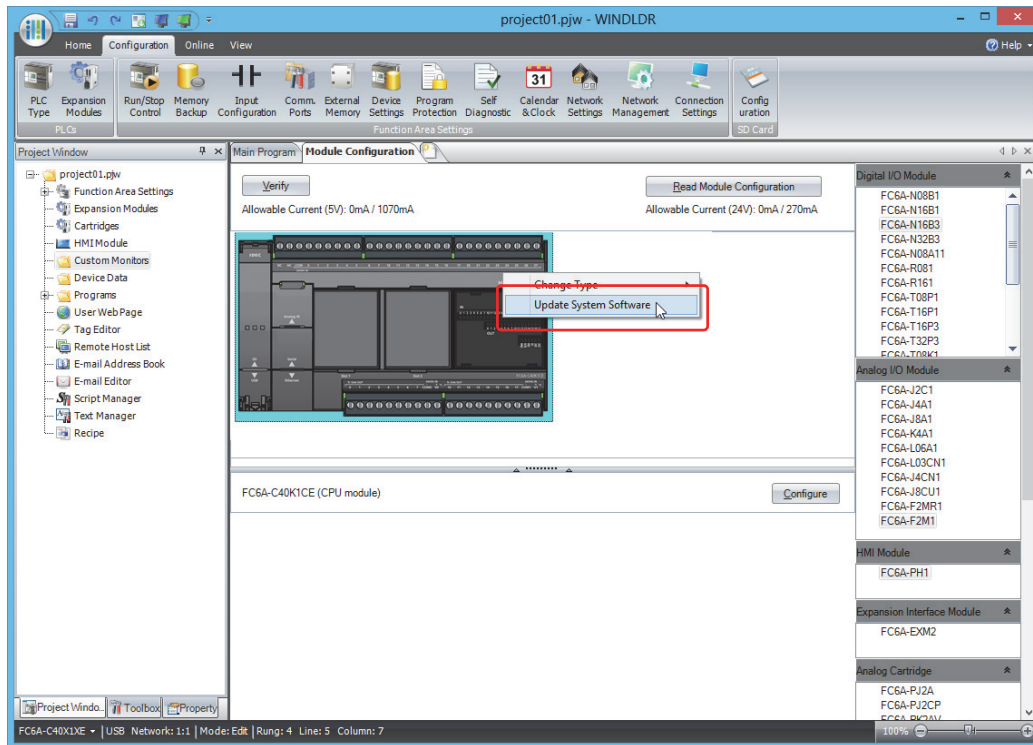 project01.pjw - WINDLDR
Home Configuration Online View
Help
PLC Type
Expansion Modules
Run/Stop Control
Memory Backup
Input Configuration
Comm. Ports
External Memory
Device Settings
Program Protection
Self Diagnostic
31
Calendar & Clock
Network Settings
Network Management
Connection Settings
Config uration
PLCs
Function Area Settings
SD Card
Project Window
project01.pjw
Function Area Settings
Expansion Modules
Cartridges
HMI Module
Custom Monitors
Device Data
Programs
User Web Page
Tag Editor
Remote Host List
E-mail Address Book
E-mail Editor
Script Manager
Text Manager
Recipe
Project Windo...
Toolbox
Property
Main Program
Module Configuration
Verify
Read Module Configuration
Allowable Current (5V): 0mA / 1070mA
Allowable Current (24V): 0mA / 270mA
Change Type
Update System Software
FC6A-C40K1CE (CPU module)
Configure
Digital I/O Module
FC6A-N08B1
FC6A-N16B1
FC6A-N16B3
FC6A-N32B3
FC6A-N08A11
FC6A-R081
FC6A-R161
FC6A-T08P1
FC6A-T16P1
FC6A-T16P3
FC6A-T32P3
FC6A-T08K1
Analog I/O Module
FC6A-J2C1
FC6A-J4A1
FC6A-J8A1
FC6A-K4A1
FC6A-L06A1
FC6A-L03CN1
FC6A-J4CN1
FC6A-J8CU1
FC6A-F2MR1
FC6A-F2M1
HMI Module
FC6A-PH1
Expansion Interface Module
FC6A-EXM2
Analog Cartridge
FC6A-PJ2A
FC6A-PJ2CP
FC6A-PK2AV
FC6A-C40X1XE
USB Network: 1:1 | Mode: Edit | Rung: 4 Line: 5 Column: 7
100%